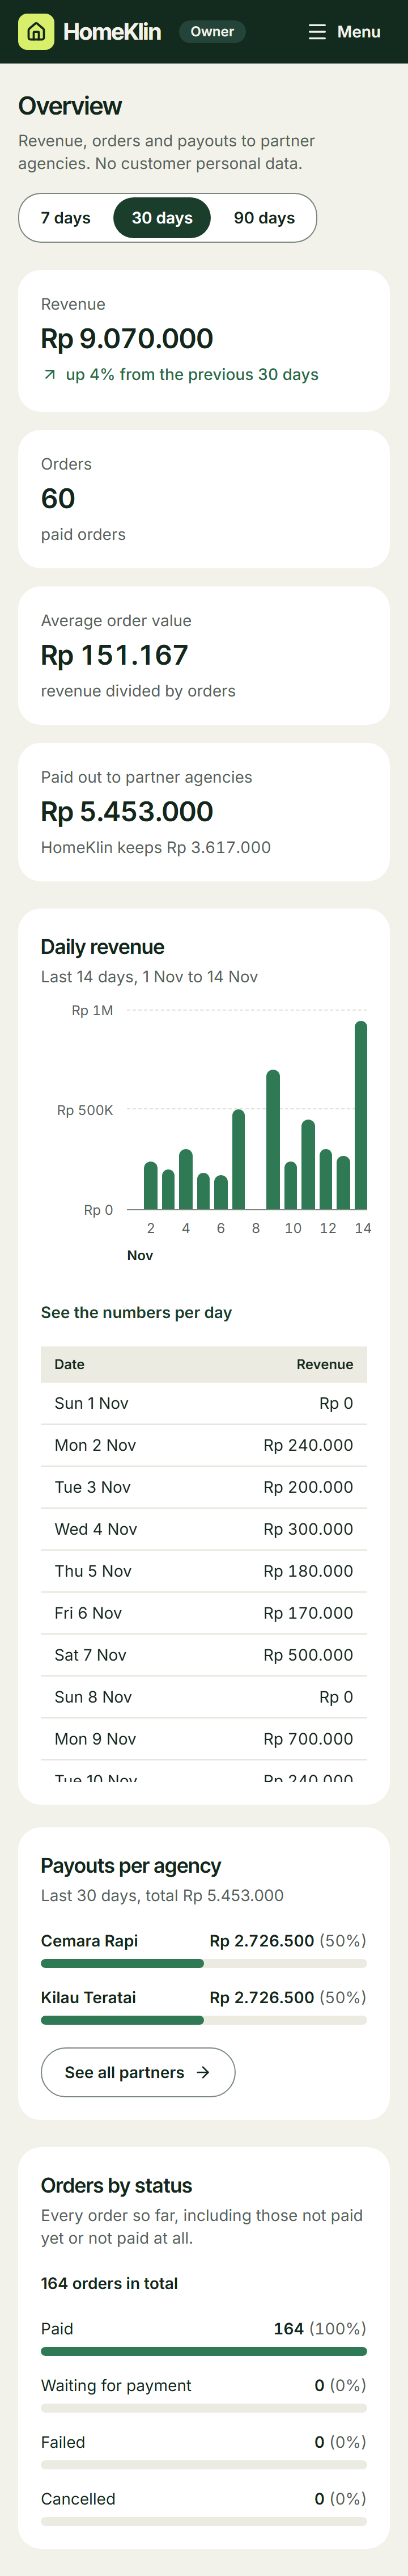 HomeKlin
Owner
Menu
Overview
Revenue, orders and payouts to partner
agencies. No customer personal data.
7 days
30 days
90 days
Revenue
Rp 9.070.000
up 4% from the previous 30 days
Orders
60
paid orders
Average order value
Rp 151.167
revenue divided by orders
Paid out to partner agencies
Rp 5.453.000
HomeKlin keeps Rp 3.617.000
Daily revenue
Last 14 days, 1 Nov to 14 Nov
Rp 1M
Rp 500K
Rp 0
2 4 6 8 10 12 14
Nov
See the numbers per day
Date Revenue
Sun 1 Nov Rp 0
Mon 2 Nov Rp 240.000
Tue 3 Nov Rp 200.000
Wed 4 Nov Rp 300.000
Thu 5 Nov Rp 180.000
Fri 6 Nov Rp 170.000
Sat 7 Nov Rp 500.000
Sun 8 Nov Rp 0
Mon 9 Nov Rp 700.000
Tue 10 Nov Rp 240.000
Payouts per agency
Last 30 days, total Rp 5.453.000
Cemara Rapi Rp 2.726.500 (50%)
Kilau Teratai Rp 2.726.500 (50%)
See all partners
Orders by status
Every order so far, including those not paid
yet or not paid at all.
164 orders in total
Paid 164 (100%)
Waiting for payment 0 (0%)
Failed 0 (0%)
Cancelled 0 (0%)